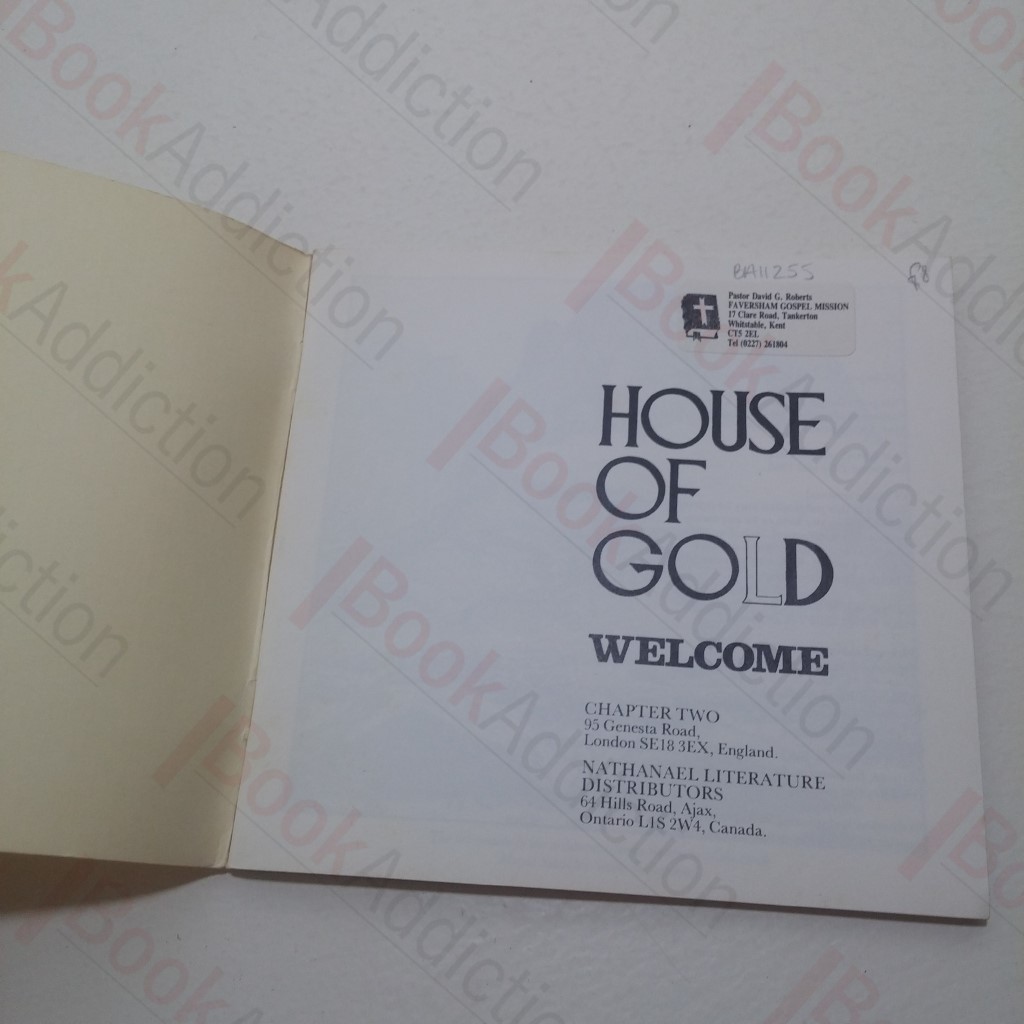 BA11255
£8
Pastor David G. Roberts
FAVERSHAM GOSPEL MISSION
17 Clare Road, Tankerton
Whitstable, Kent
CT5 2EL
Tel (0227) 261804
HOUSE
OF
GOLD
WELCOME
CHAPTER TWO
95 Genesta Road,
London SE18 3EX, England.
NATHANAEL LITERATURE
DISTRIBUTORS
64 Hills Road, Ajax,
Ontario L1S 2W4, Canada.
BookAddiction